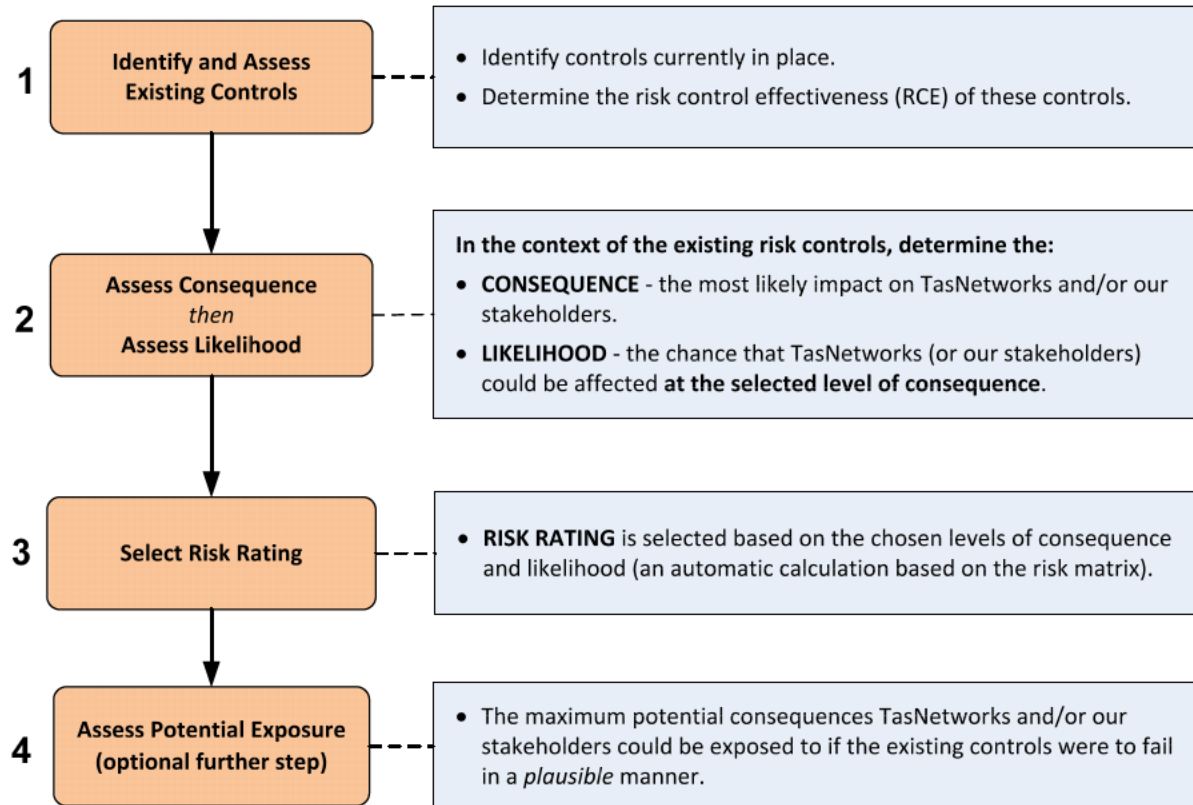 1
Identify and Assess
Existing Controls
• Identify controls currently in place.
• Determine the risk control effectiveness (RCE) of these controls.
2
Assess Consequence
then
Assess Likelihood
In the context of the existing risk controls, determine the:
• CONSEQUENCE - the most likely impact on TasNetworks and/or our
stakeholders.
• LIKELIHOOD - the chance that TasNetworks (or our stakeholders)
could be affected at the selected level of consequence.
3
Select Risk Rating
• RISK RATING is selected based on the chosen levels of consequence
and likelihood (an automatic calculation based on the risk matrix).
4
Assess Potential Exposure
(optional further step)
• The maximum potential consequences TasNetworks and/or our
stakeholders could be exposed to if the existing controls were to fail
in a plausible manner.